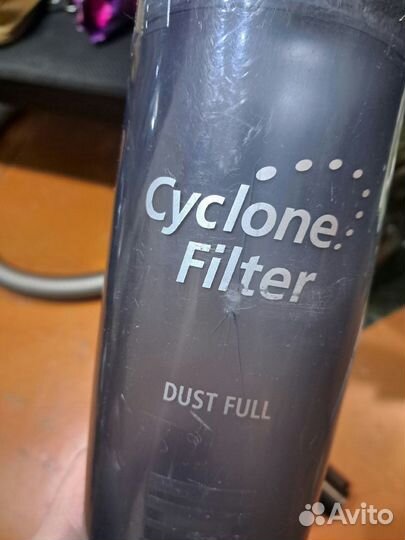 Cyclone
Filter
DUST FULL
Avito